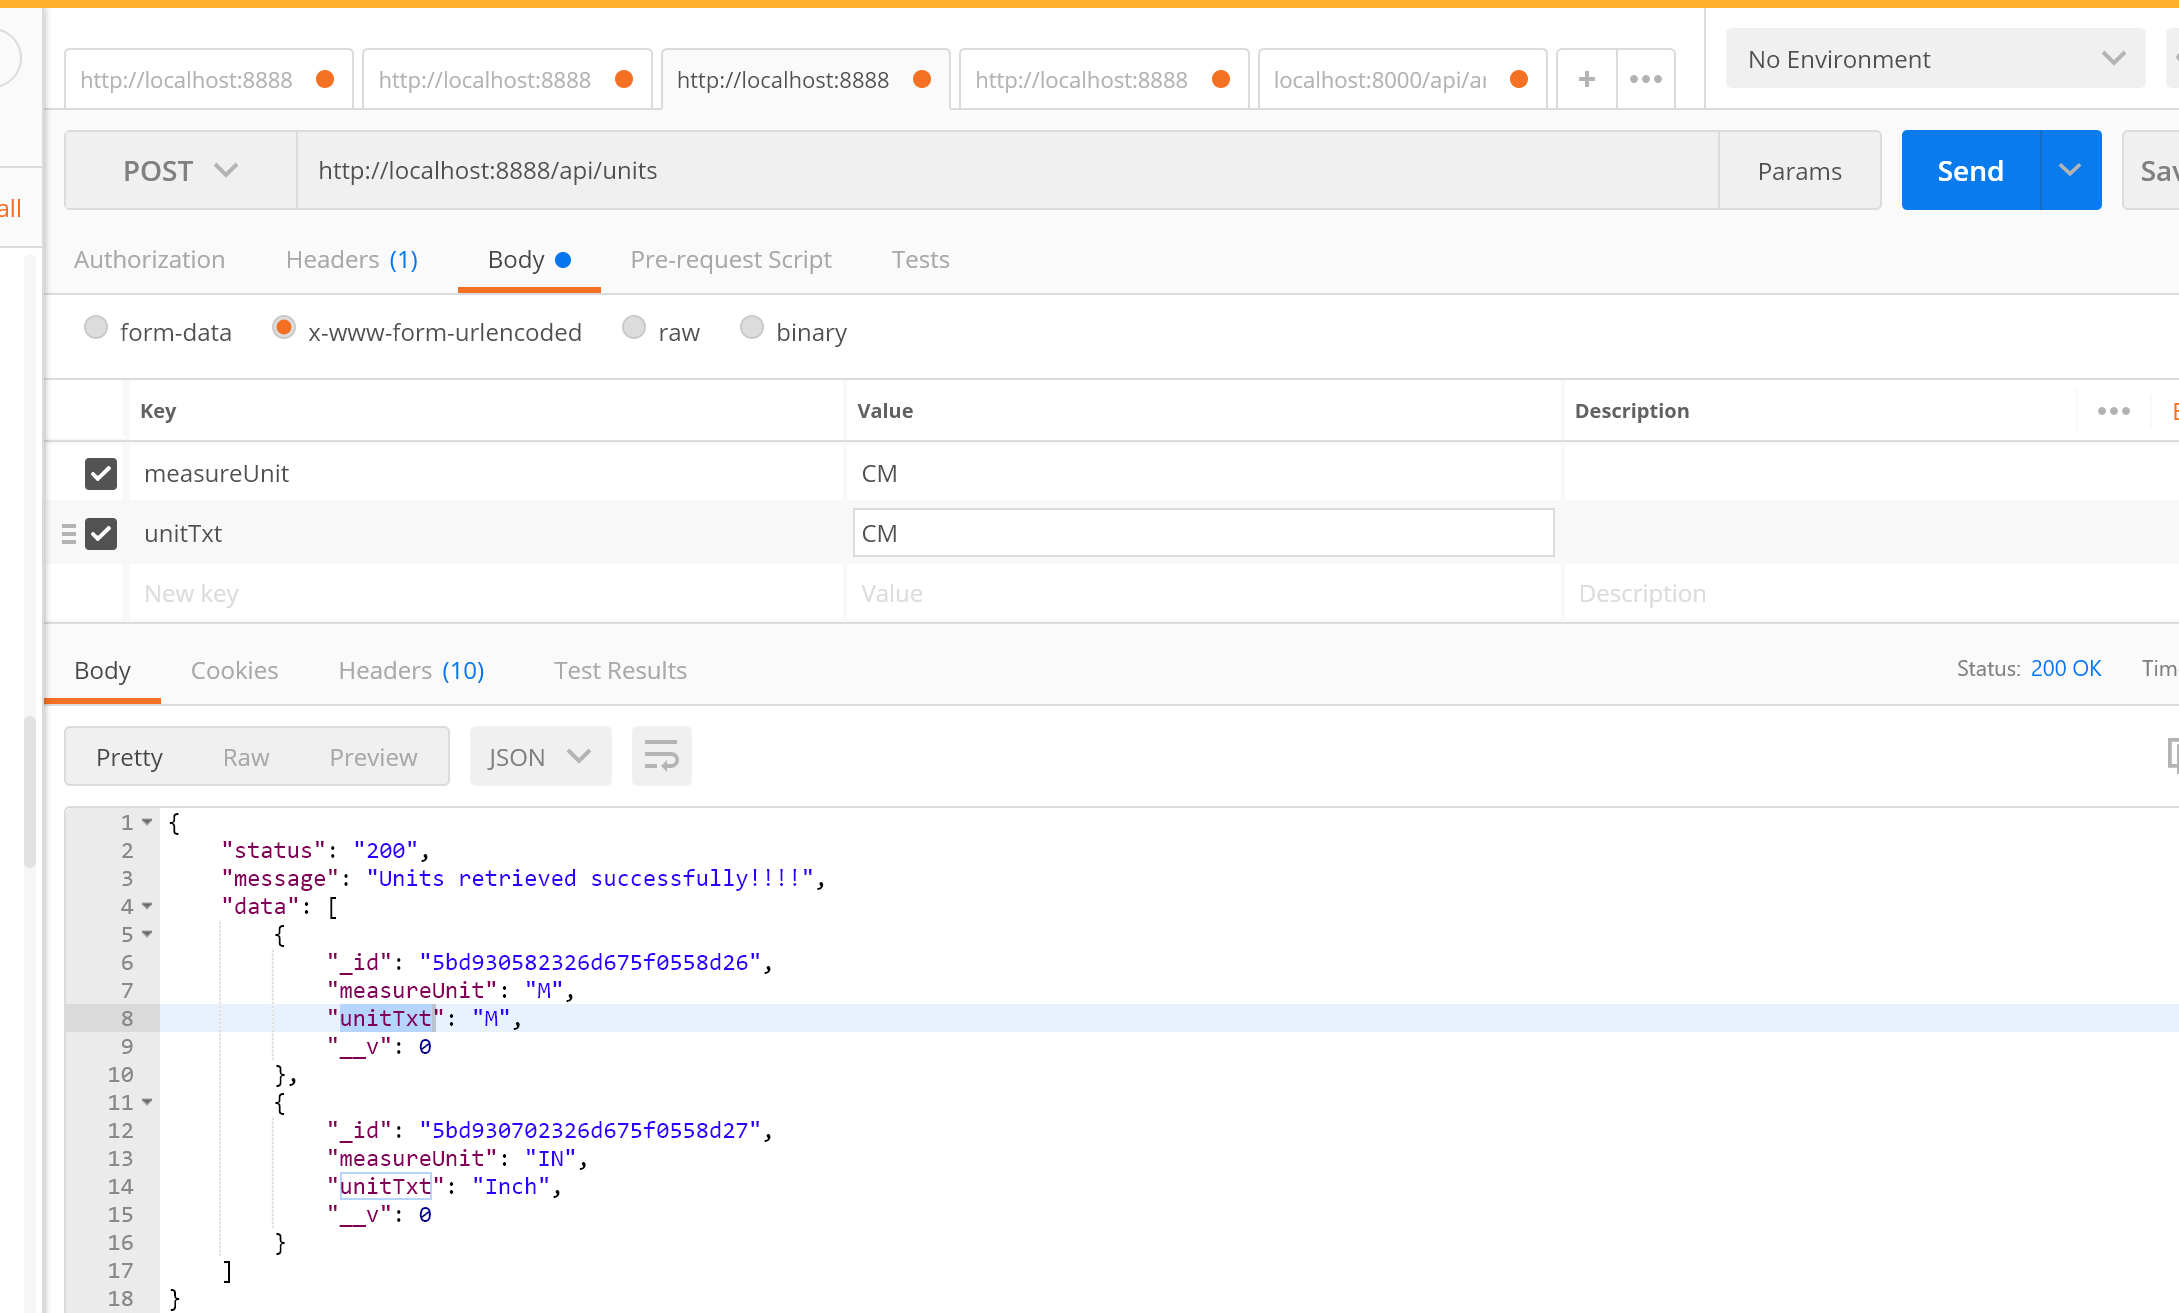 http://localhost:8888 http://localhost:8888 http://localhost:8888 http://localhost:8888 localhost:8000/api/a + ••• No Environment
POST http://localhost:8888/api/units Params Send Sav
all
Authorization Headers (1) Body Pre-request Script Tests
form-data x-www-form-urlencoded raw binary
Key Value Description •••
measureUnit CM
unitTxt CM
New key Value Description
Body Cookies Headers (10) Test Results Status: 200 OK Tim
Pretty Raw Preview JSON
1 {
2 "status": "200",
3 "message": "Units retrieved successfully!!!!",
4 "data": [
5 {
6 "_id": "5bd930582326d675f0558d26",
7 "measureUnit": "M",
8 "unitTxt": "M",
9 "__v": 0
10 },
11 {
12 "_id": "5bd930702326d675f0558d27",
13 "measureUnit": "IN",
14 "unitTxt": "Inch",
15 "__v": 0
16 }
17 ]
18 }